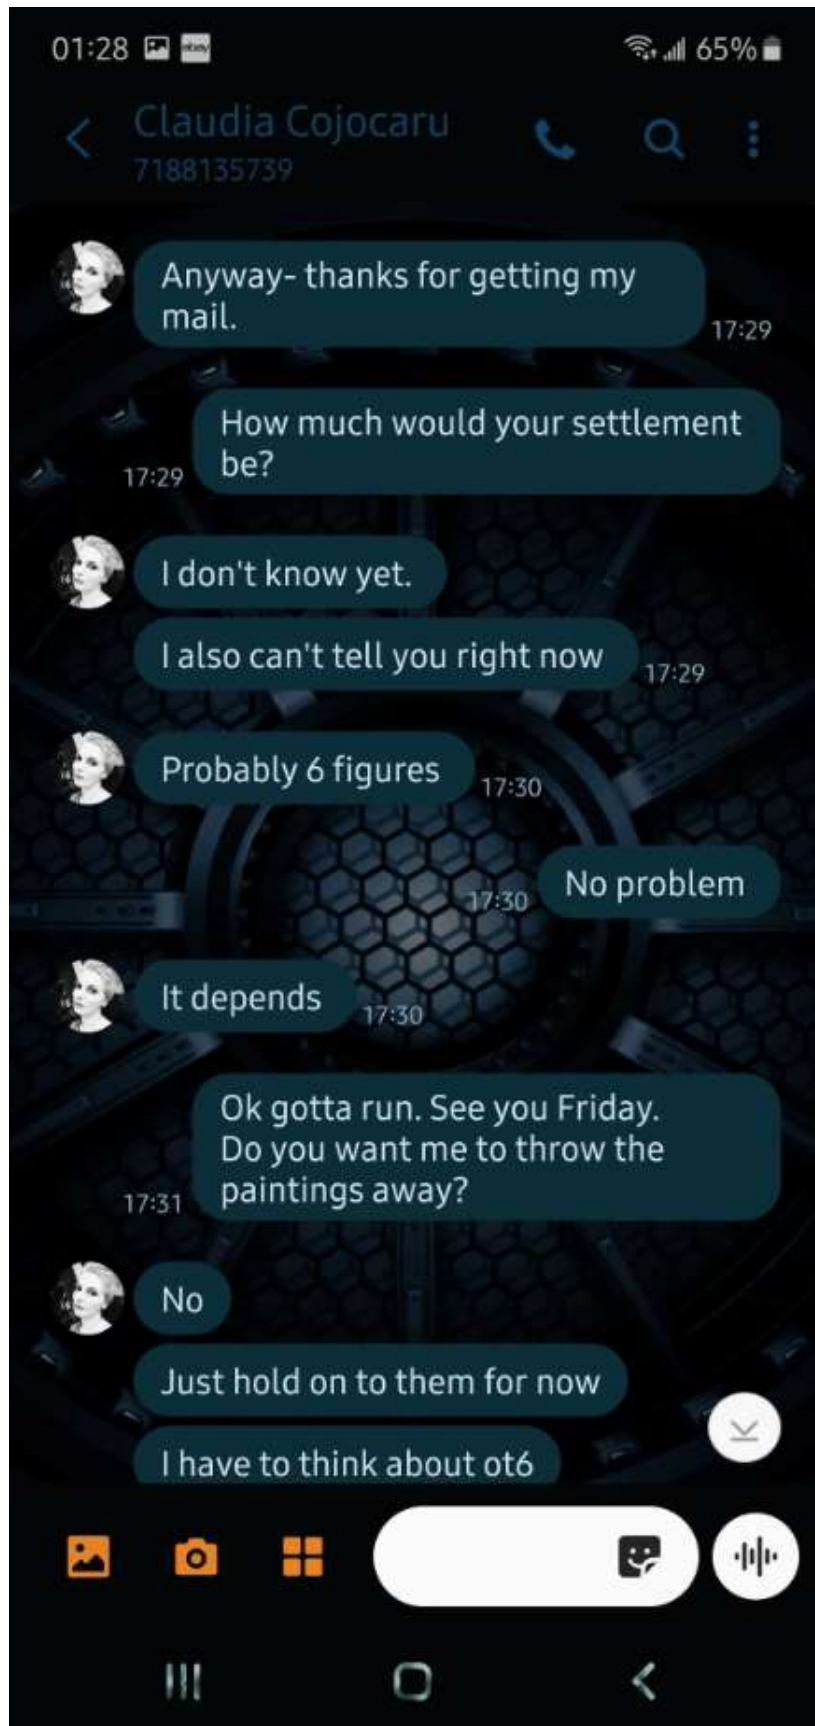 01:28
65%
Claudia Cojocaru
7188135739
Anyway- thanks for getting my
mail.
17:29
How much would your settlement
be?
17:29
I don't know yet.
I also can't tell you right now
17:29
Probably 6 figures
17:30
No problem
17:30
It depends
17:30
Ok gotta run. See you Friday.
Do you want me to throw the
paintings away?
17:31
No
Just hold on to them for now
I have to think about ot6